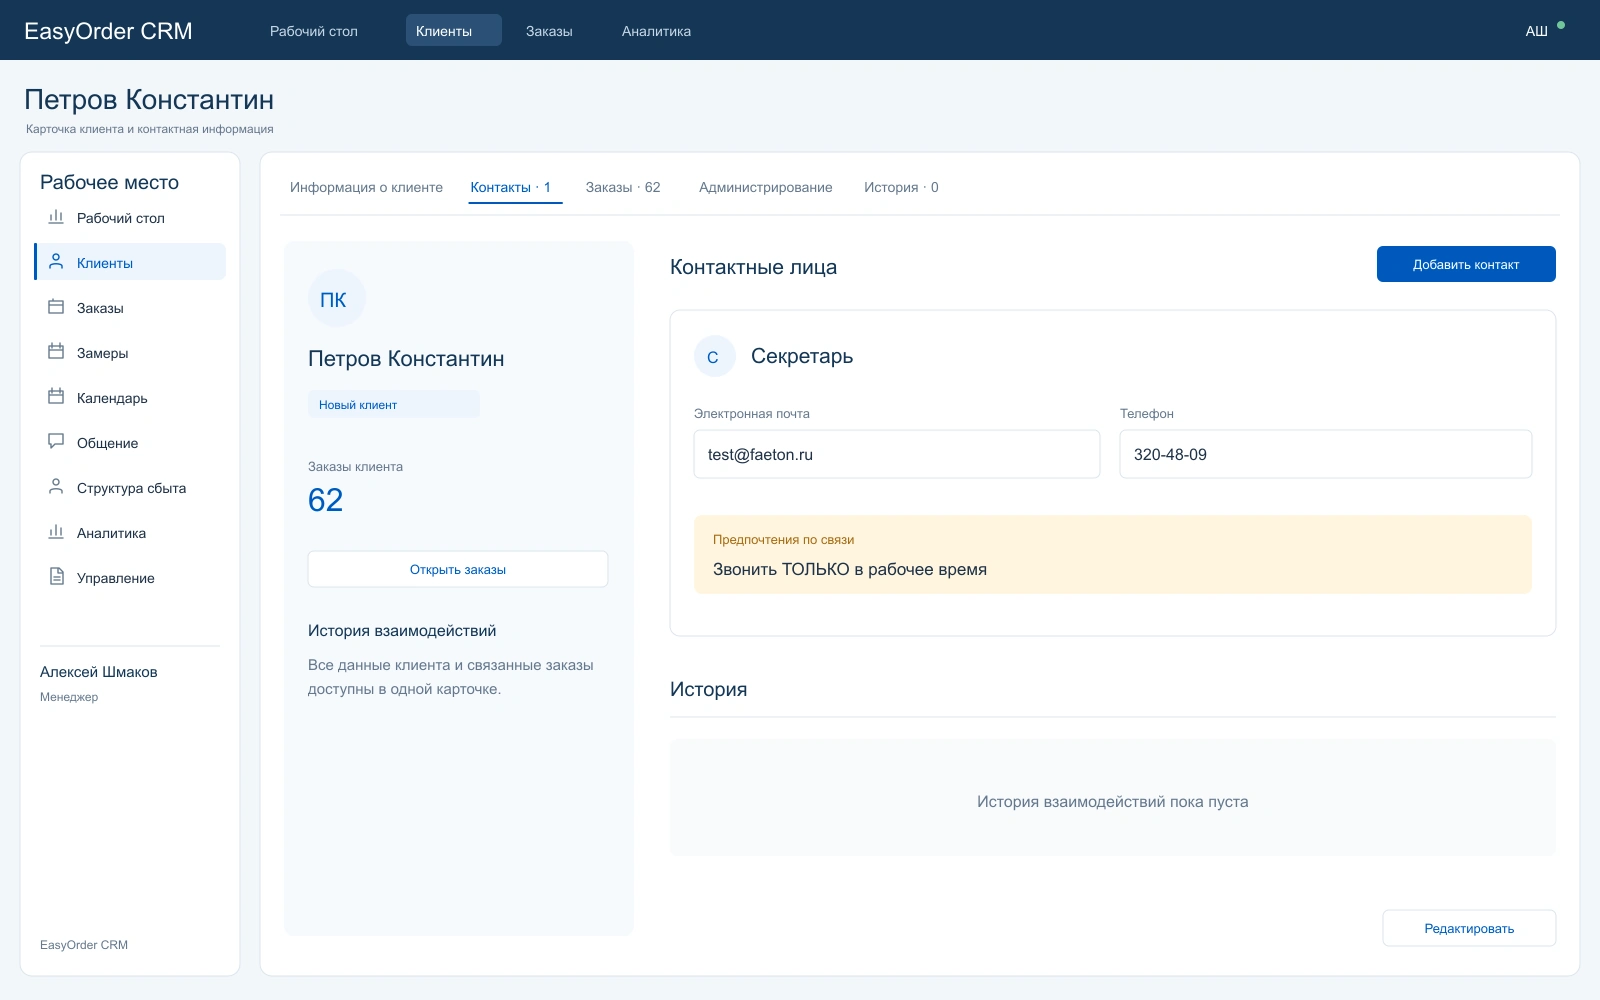 EasyOrder CRM
Рабочий стол
Клиенты
Заказы
Аналитика
АШ
Петров Константин
Карточка клиента и контактная информация
Рабочее место
Рабочий стол
Клиенты
Заказы
Замеры
Календарь
Общение
Структура сбыта
Аналитика
Управление
Алексей Шмаков
Менеджер
EasyOrder CRM
Информация о клиенте
Контакты · 1
Заказы · 62
Администрирование
История · 0
ПК
Петров Константин
Новый клиент
Заказы клиента
62
Открыть заказы
История взаимодействий
Все данные клиента и связанные заказы
доступны в одной карточке.
Контактные лица
Добавить контакт
С
Секретарь
Электронная почта
Телефон
test@faeton.ru
320-48-09
Предпочтения по связи
Звонить ТОЛЬКО в рабочее время
История
История взаимодействий пока пуста
Редактировать